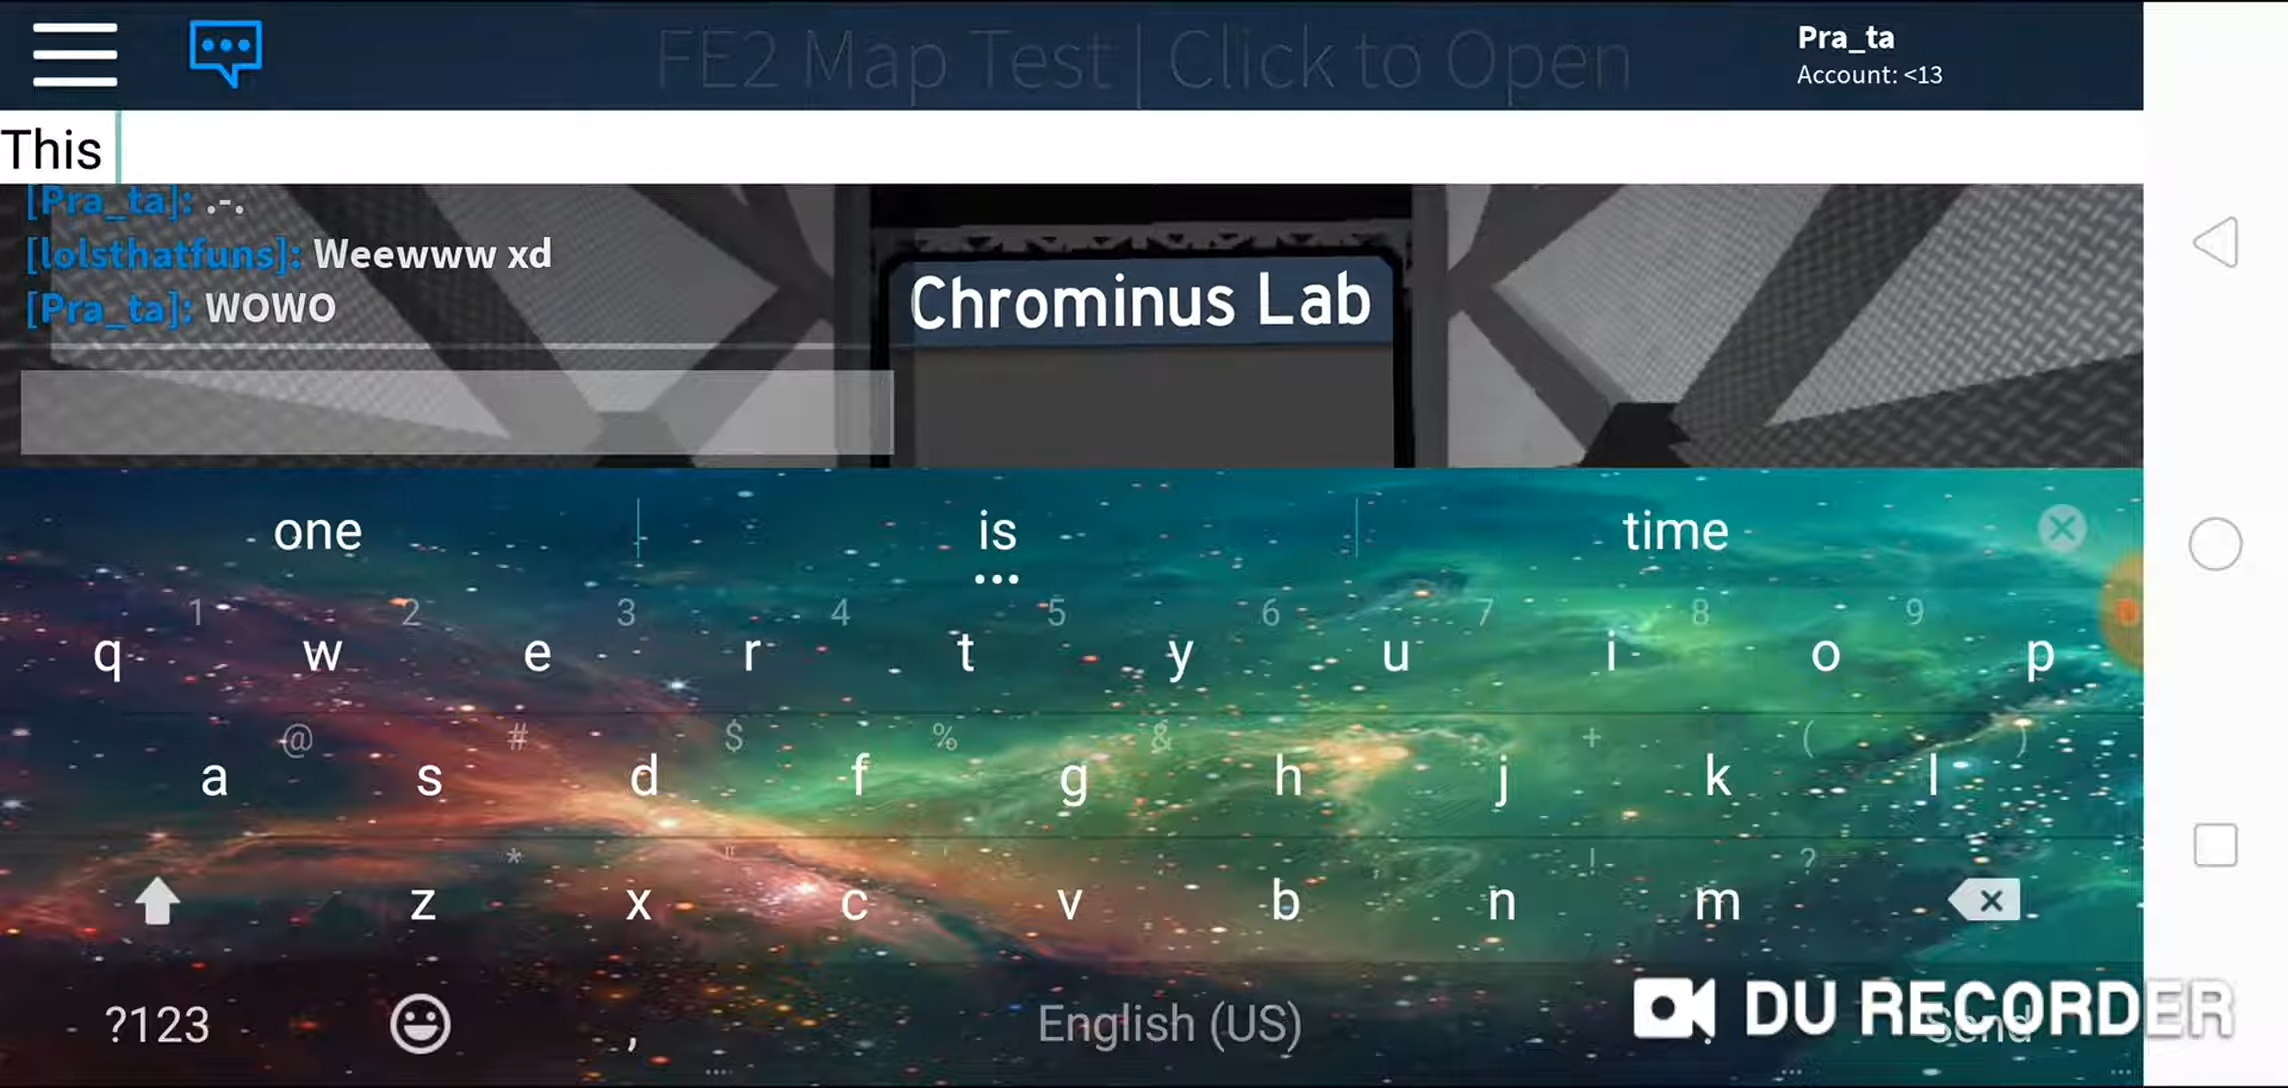 FE2 Map Test | Click to Open
Pra_ta
Account: <13
This
[Pra_ta]: .-.
[lolsthatfuns]: Weewww xd
[Pra_ta]: WOWO
Chrominus Lab
one is time
1 2 3 4 5 6 7 8 9
q w e r t y u i o p
@ # $ % & + ( )
a s d f g h j k l
* " ' : ! ?
z x c v b n m
?123 , English (US) . Send
DU RECORDER